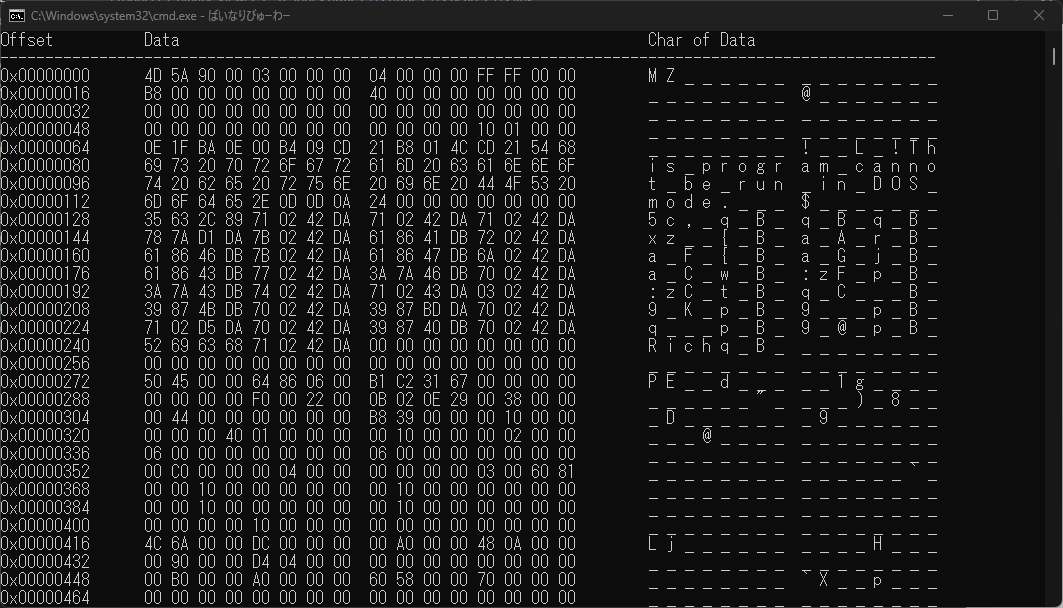 C:\Windows\system32\cmd.exe - ばいなりびゅーわー
Offset Data Char of Data
-------------------------------------------------------------------------------------------------------
0x00000000 4D 5A 90 00 03 00 00 00 04 00 00 00 FF FF 00 00 M Z _ _ _ _ _ _ _ _ _ _ _ _ _ _
0x00000016 B8 00 00 00 00 00 00 00 40 00 00 00 00 00 00 00 _ _ _ _ _ _ _ _ @ _ _ _ _ _ _ _
0x00000032 00 00 00 00 00 00 00 00 00 00 00 00 00 00 00 00 _ _ _ _ _ _ _ _ _ _ _ _ _ _ _ _
0x00000048 00 00 00 00 00 00 00 00 00 00 00 00 10 01 00 00 _ _ _ _ _ _ _ _ _ _ _ _ _ _ _ _
0x00000064 0E 1F BA 0E 00 B4 09 CD 21 B8 01 4C CD 21 54 68 _ _ _ _ _ _ _ _ ! _ _ L _ ! T h
0x00000080 69 73 20 70 72 6F 67 72 61 6D 20 63 61 6E 6E 6F i s _ p r o g r a m _ c a n n o
0x00000096 74 20 62 65 20 72 75 6E 20 69 6E 20 44 4F 53 20 t _ b e _ r u n _ i n _ D O S _
0x00000112 6D 6F 64 65 2E 0D 0D 0A 24 00 00 00 00 00 00 00 m o d e . _ _ _ $ _ _ _ _ _ _ _
0x00000128 35 63 2C 89 71 02 42 DA 71 02 42 DA 71 02 42 DA 5 c , _ q _ B _ q _ B _ q _ B _
0x00000144 78 7A D1 DA 7B 02 42 DA 61 86 41 DB 72 02 42 DA x z _ _ { _ B _ a _ A _ r _ B _
0x00000160 61 86 46 DB 7B 02 42 DA 61 86 47 DB 6A 02 42 DA a _ F _ { _ B _ a _ G _ j _ B _
0x00000176 61 86 43 DB 77 02 42 DA 3A 7A 46 DB 70 02 42 DA a _ C _ w _ B _ : z F _ p _ B _
0x00000192 3A 7A 43 DB 74 02 42 DA 71 02 43 DA 03 02 42 DA : z C _ t _ B _ q _ C _ _ _ B _
0x00000208 39 87 4B DB 70 02 42 DA 39 87 BD DA 70 02 42 DA 9 _ K _ p _ B _ 9 _ _ _ p _ B _
0x00000224 71 02 D5 DA 70 02 42 DA 39 87 40 DB 70 02 42 DA q _ _ _ p _ B _ 9 _ @ _ p _ B _
0x00000240 52 69 63 68 71 02 42 DA 00 00 00 00 00 00 00 00 R i c h q _ B _ _ _ _ _ _ _ _ _
0x00000256 00 00 00 00 00 00 00 00 00 00 00 00 00 00 00 00 _ _ _ _ _ _ _ _ _ _ _ _ _ _ _ _
0x00000272 50 45 00 00 64 86 06 00 B1 C2 31 67 00 00 00 00 P E _ _ d _ _ _ _ _ 1 g _ _ _ _
0x00000288 00 00 00 00 F0 00 22 00 0B 02 0E 29 00 38 00 00 _ _ _ _ _ _ " _ _ _ _ ) _ 8 _ _
0x00000304 00 44 00 00 00 00 00 00 B8 39 00 00 00 10 00 00 _ D _ _ _ _ _ _ _ 9 _ _ _ _ _ _
0x00000320 00 00 00 40 01 00 00 00 00 10 00 00 00 02 00 00 _ _ _ @ _ _ _ _ _ _ _ _ _ _ _ _
0x00000336 06 00 00 00 00 00 00 00 06 00 00 00 00 00 00 00 _ _ _ _ _ _ _ _ _ _ _ _ _ _ _ _
0x00000352 00 C0 00 00 00 04 00 00 00 00 00 00 03 00 60 81 _ _ _ _ _ _ _ _ _ _ _ _ _ _ ` _
0x00000368 00 00 10 00 00 00 00 00 00 10 00 00 00 00 00 00 _ _ _ _ _ _ _ _ _ _ _ _ _ _ _ _
0x00000384 00 00 10 00 00 00 00 00 00 10 00 00 00 00 00 00 _ _ _ _ _ _ _ _ _ _ _ _ _ _ _ _
0x00000400 00 00 00 00 10 00 00 00 00 00 00 00 00 00 00 00 _ _ _ _ _ _ _ _ _ _ _ _ _ _ _ _
0x00000416 4C 6A 00 00 DC 00 00 00 00 A0 00 00 48 0A 00 00 L j _ _ _ _ _ _ _ _ _ _ H _ _ _
0x00000432 00 90 00 00 D4 04 00 00 00 00 00 00 00 00 00 00 _ _ _ _ _ _ _ _ _ _ _ _ _ _ _ _
0x00000448 00 B0 00 00 A0 00 00 00 60 58 00 00 70 00 00 00 _ _ _ _ _ _ _ _ ` X _ _ p _ _ _
0x00000464 00 00 00 00 00 00 00 00 00 00 00 00 00 00 00 00 _ _ _ _ _ _ _ _ _ _ _ _ _ _ _ _